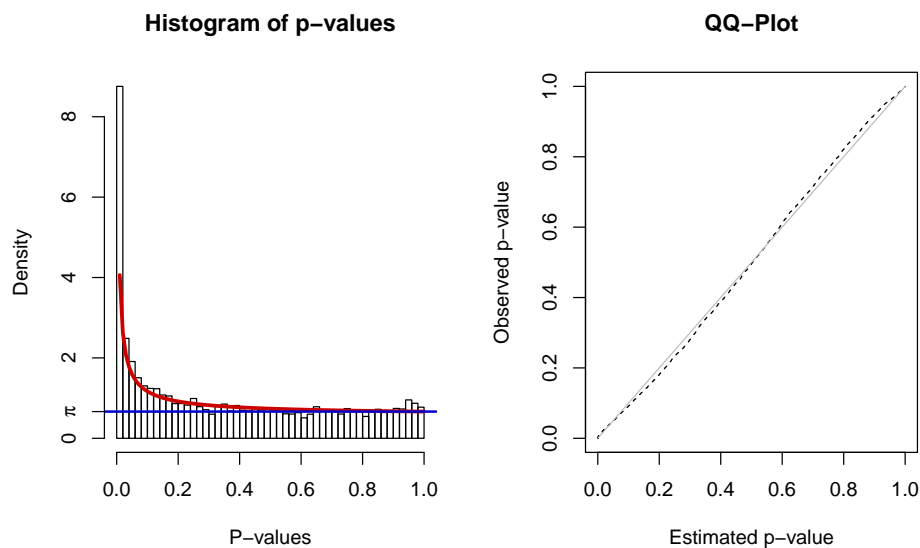 Histogram of p−values
Density
8
6
4
2
π
0
0.0 0.2 0.4 0.6 0.8 1.0
P−values
QQ−Plot
Observed p−value
1.0
0.8
0.6
0.4
0.2
0.0
0.0 0.2 0.4 0.6 0.8 1.0
Estimated p−value